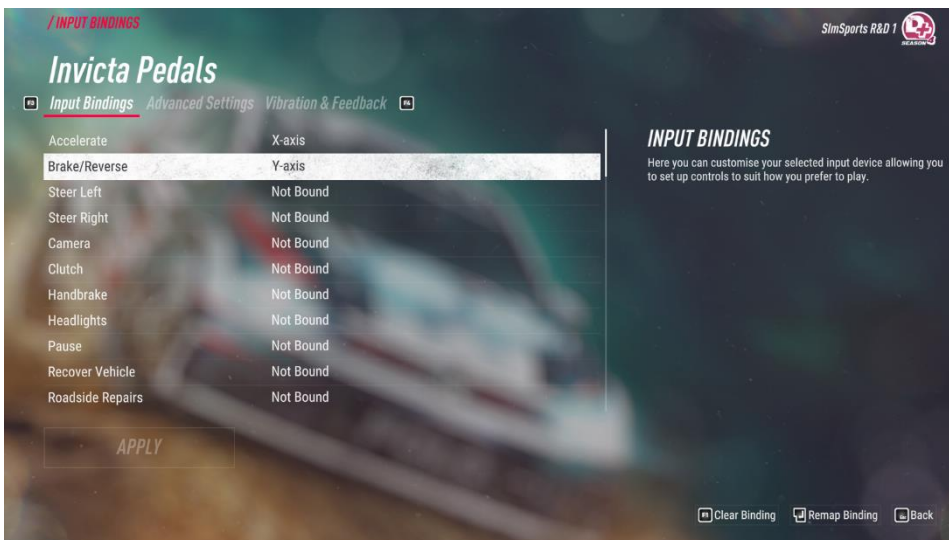 / INPUT BINDINGS
SImSports R&D 1
D+
SEASON
Invicta Pedals
Input Bindings Advanced Settings Vibration & Feedback
Accelerate X-axis
Brake/Reverse Y-axis
Steer Left Not Bound
Steer Right Not Bound
Camera Not Bound
Clutch Not Bound
Handbrake Not Bound
Headlights Not Bound
Pause Not Bound
Recover Vehicle Not Bound
Roadside Repairs Not Bound
APPLY
INPUT BINDINGS
Here you can customise your selected input device allowing you
to set up controls to suit how you prefer to play.
Clear Binding Remap Binding Back